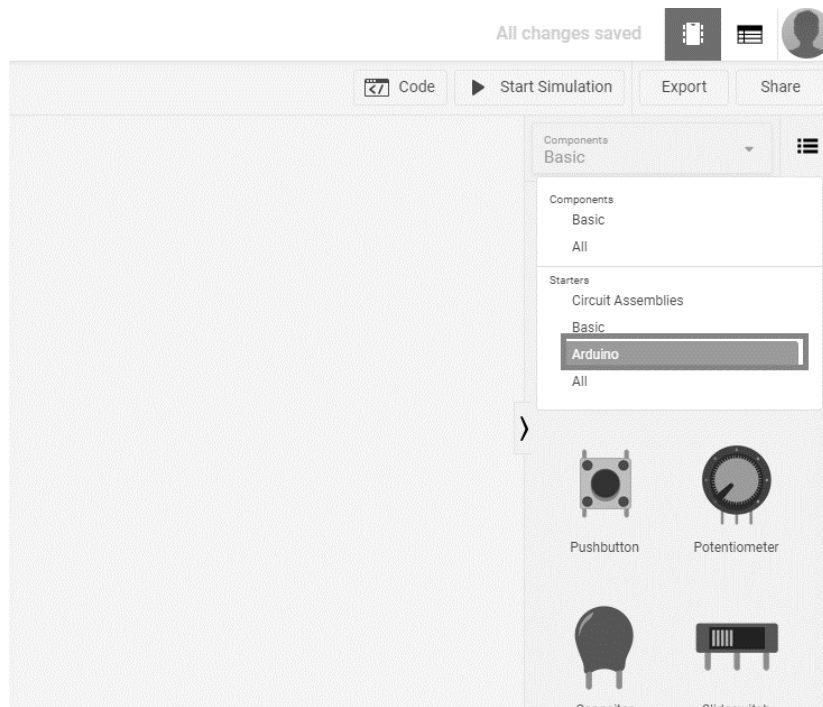 All changes saved
Code
Start Simulation
Export
Share
Components
Basic
Components
Basic
All
Starters
Circuit Assemblies
Basic
Arduino
All
Pushbutton
Potentiometer